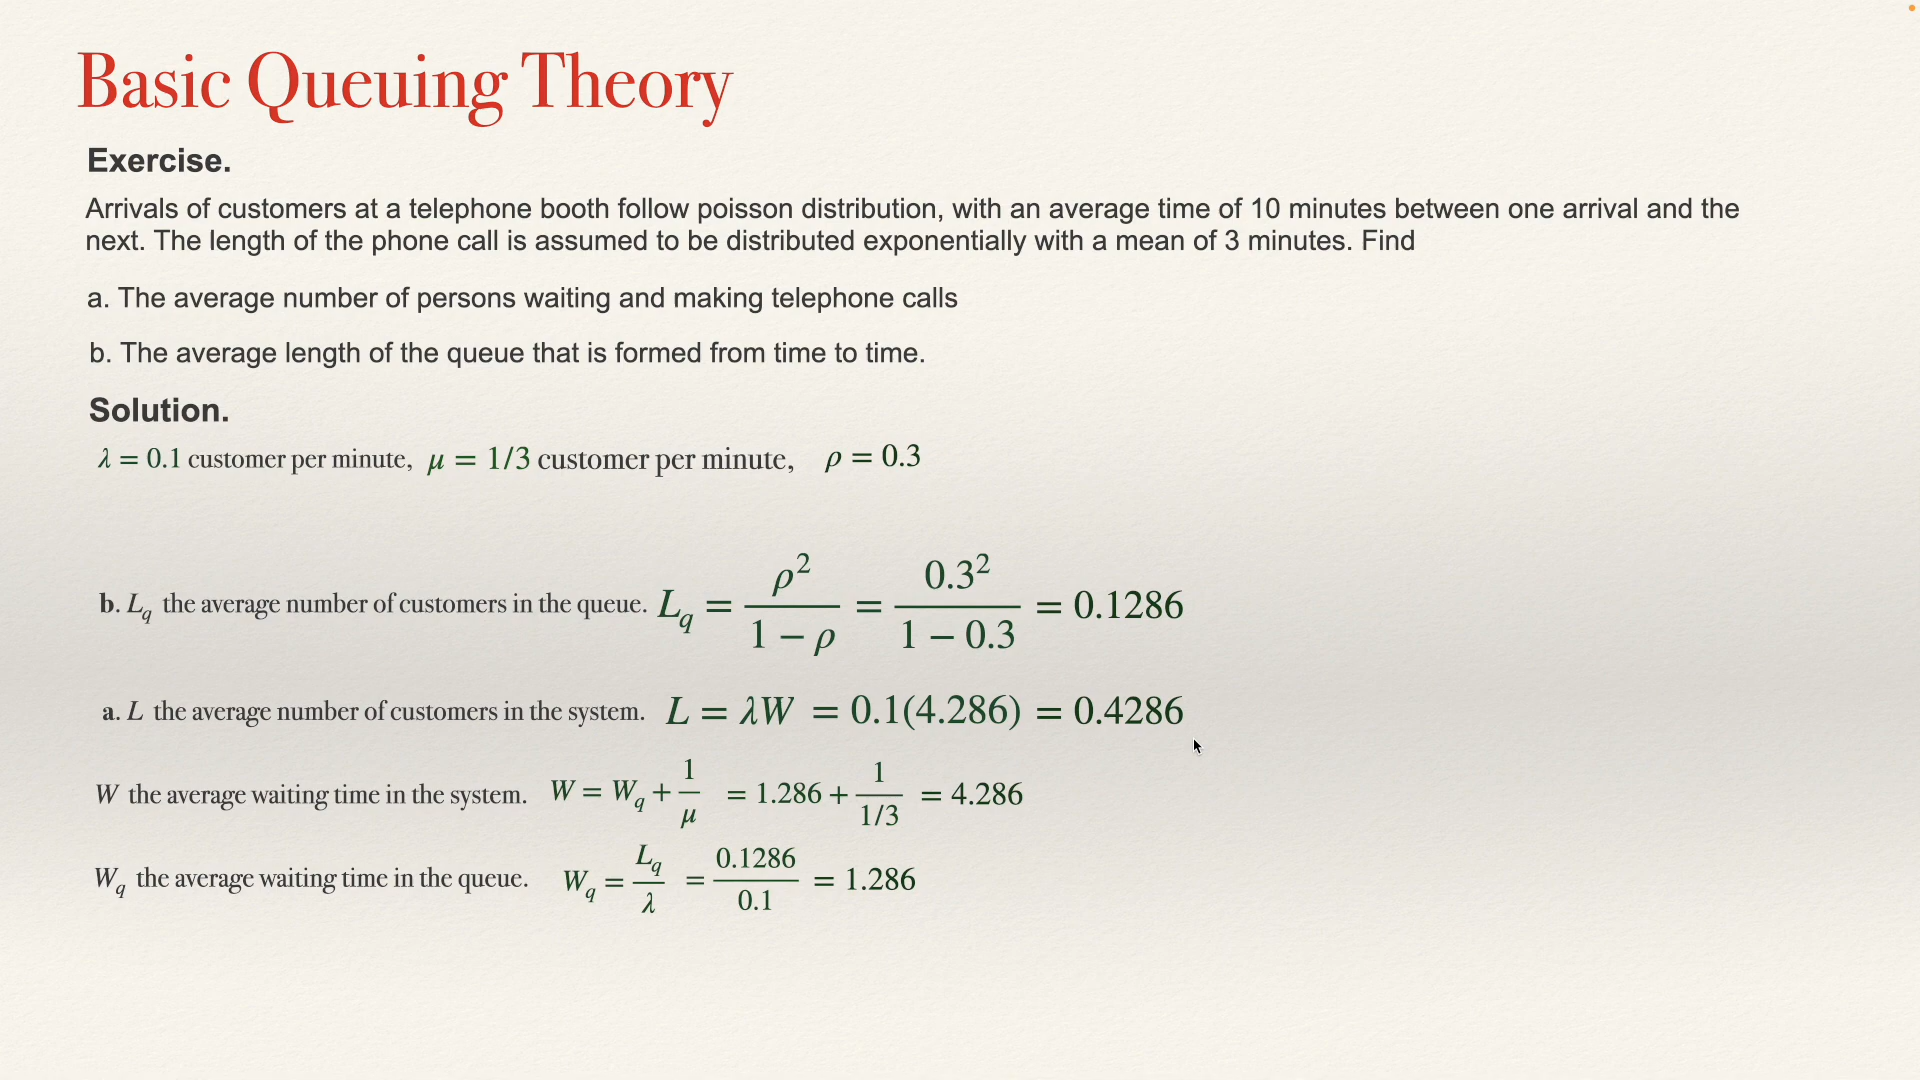 Basic Queuing Theory
Exercise.
Arrivals of customers at a telephone booth follow poisson distribution, with an average time of 10 minutes between one arrival and the
next. The length of the phone call is assumed to be distributed exponentially with a mean of 3 minutes. Find
a. The average number of persons waiting and making telephone calls
b. The average length of the queue that is formed from time to time.
Solution.
λ = 0.1 customer per minute, μ = 1/3 customer per minute, ρ = 0.3
b. L_q the average number of customers in the queue. L_q = ρ²/(1 − ρ) = 0.3²/(1 − 0.3) = 0.1286
a. L the average number of customers in the system. L = λW = 0.1(4.286) = 0.4286
W the average waiting time in the system. W = W_q + 1/μ = 1.286 + 1/(1/3) = 4.286
W_q the average waiting time in the queue. W_q = L_q/λ = 0.1286/0.1 = 1.286